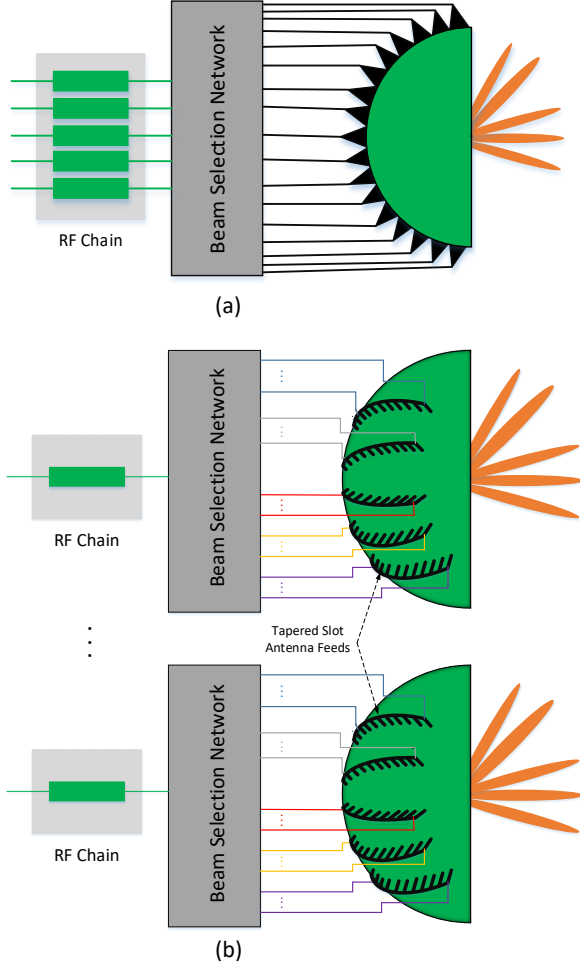 Beam Selection Network
RF Chain
(a)
Beam Selection Network
RF Chain
Tapered Slot
Antenna Feeds
Beam Selection Network
RF Chain
(b)